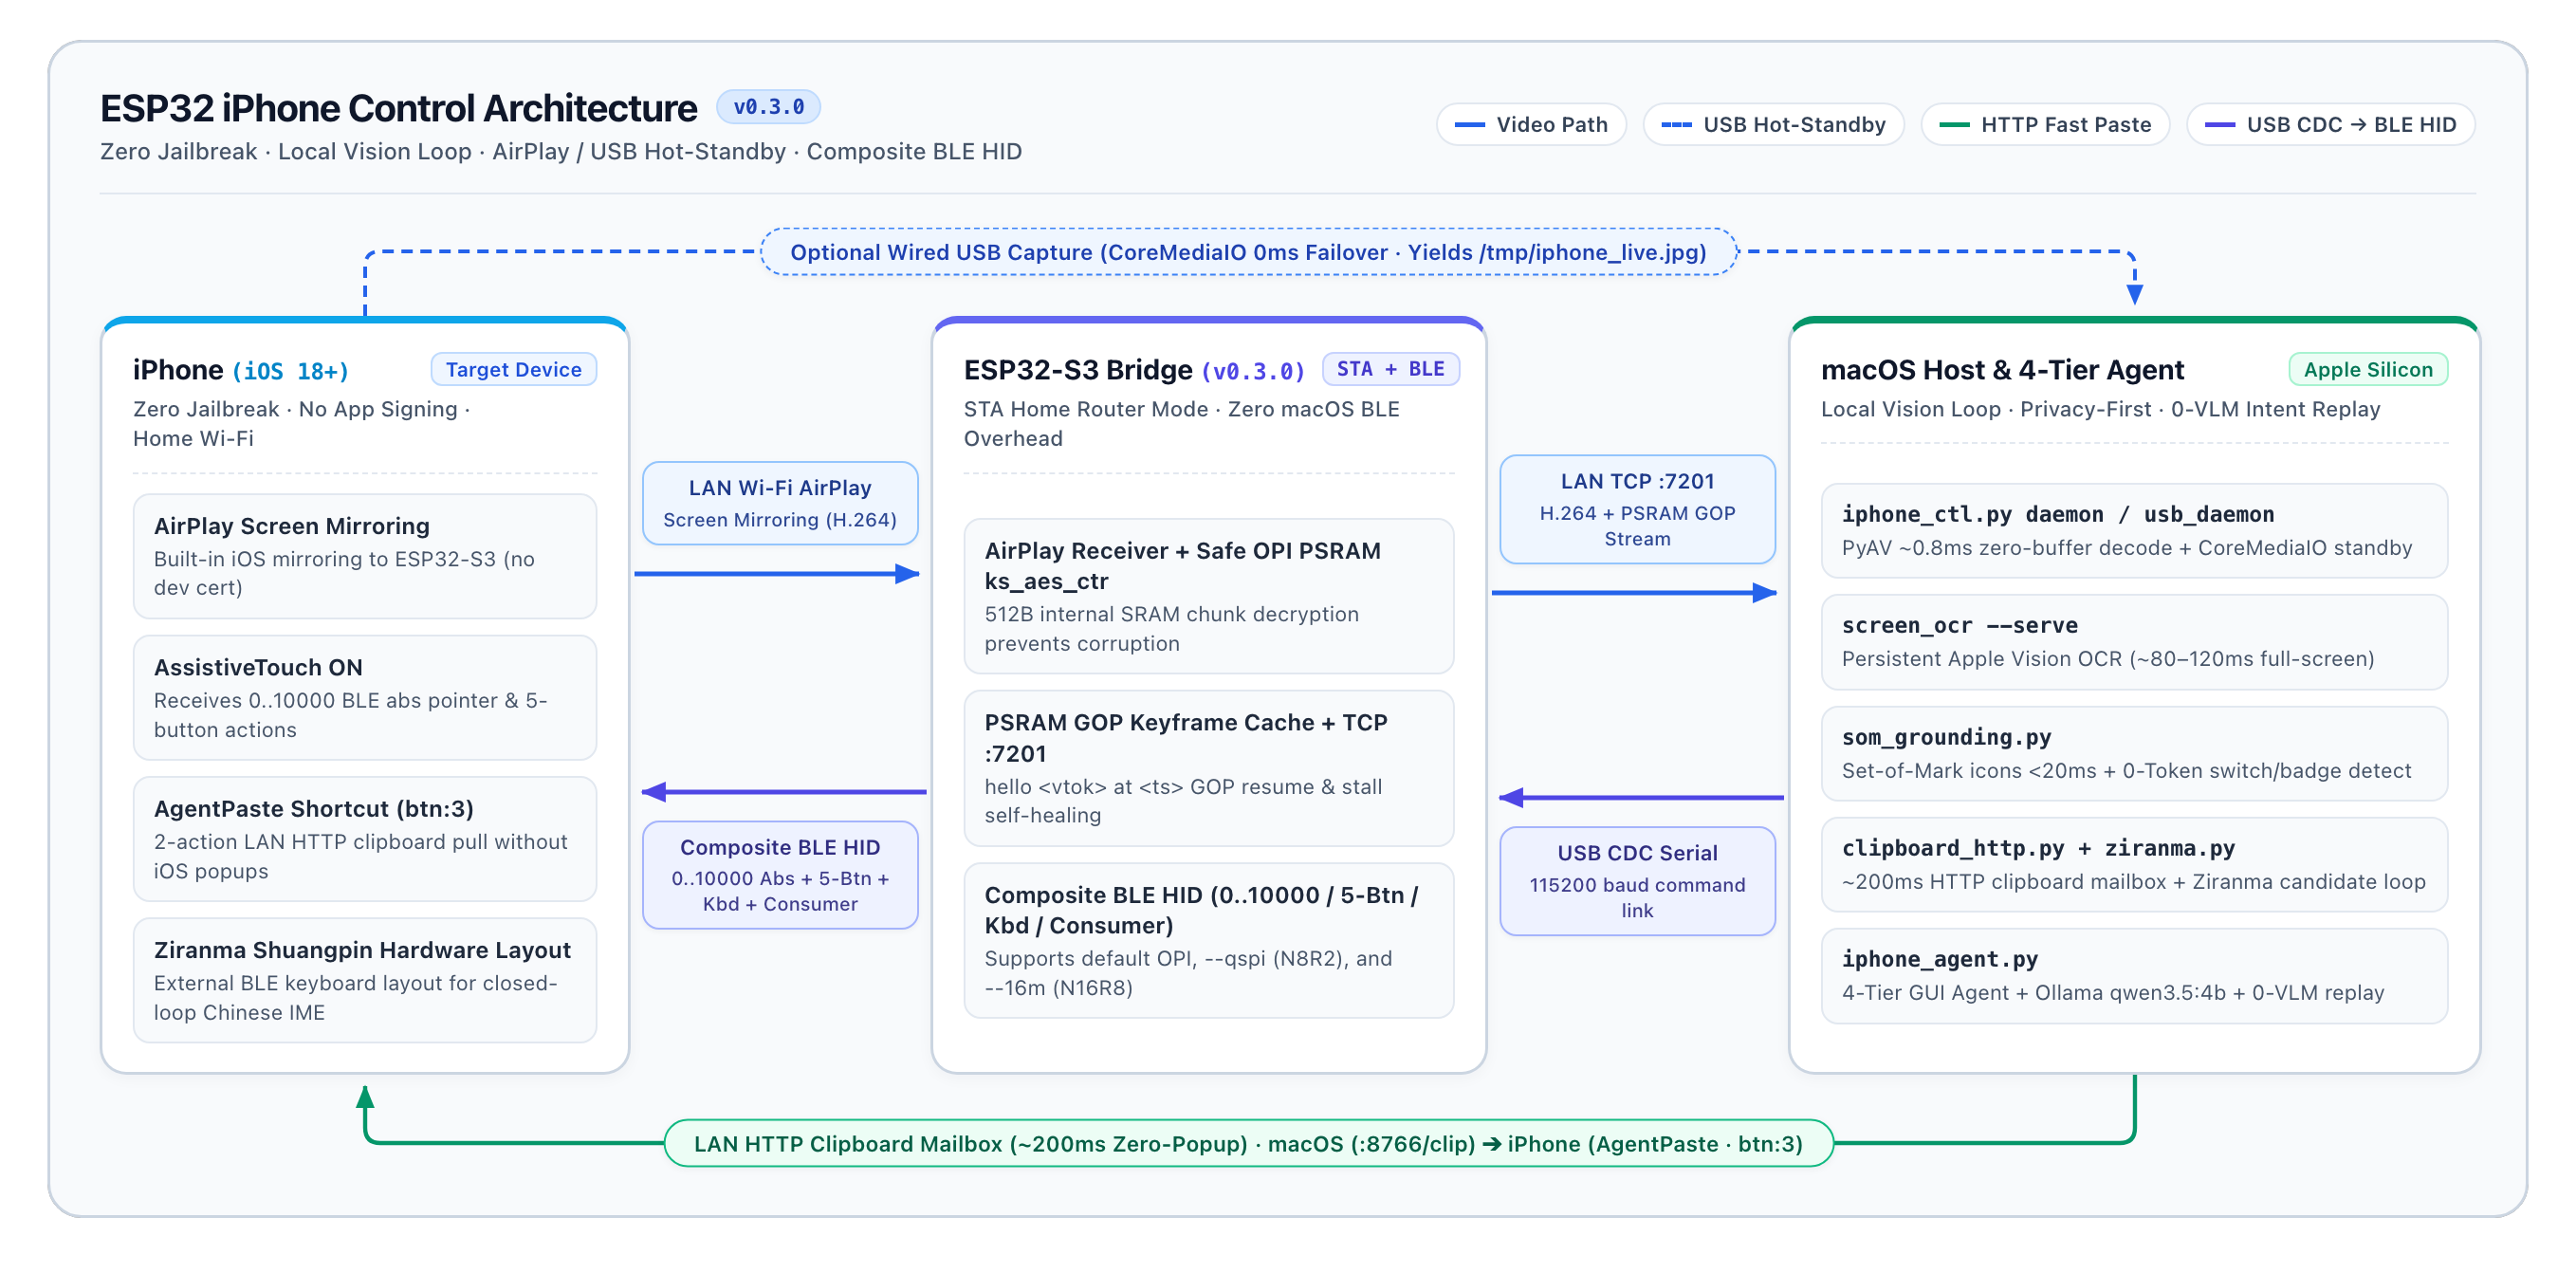 ESP32 iPhone Control Architecture v0.3.0
Zero Jailbreak · Local Vision Loop · AirPlay / USB Hot-Standby · Composite BLE HID
Video Path
USB Hot-Standby
HTTP Fast Paste
USB CDC → BLE HID
Optional Wired USB Capture (CoreMediaIO 0ms Failover · Yields /tmp/iphone_live.jpg)
iPhone (iOS 18+) Target Device
Zero Jailbreak · No App Signing ·
Home Wi-Fi
AirPlay Screen Mirroring
Built-in iOS mirroring to ESP32-S3 (no
dev cert)
AssistiveTouch ON
Receives 0..10000 BLE abs pointer & 5-
button actions
AgentPaste Shortcut (btn:3)
2-action LAN HTTP clipboard pull without
iOS popups
Ziranma Shuangpin Hardware Layout
External BLE keyboard layout for closed-
loop Chinese IME
LAN Wi-Fi AirPlay
Screen Mirroring (H.264)
Composite BLE HID
0..10000 Abs + 5-Btn +
Kbd + Consumer
ESP32-S3 Bridge (v0.3.0) STA + BLE
STA Home Router Mode · Zero macOS BLE
Overhead
AirPlay Receiver + Safe OPI PSRAM
ks_aes_ctr
512B internal SRAM chunk decryption
prevents corruption
PSRAM GOP Keyframe Cache + TCP
:7201
hello <vtok> at <ts> GOP resume & stall
self-healing
Composite BLE HID (0..10000 / 5-Btn /
Kbd / Consumer)
Supports default OPI, --qspi (N8R2), and
--16m (N16R8)
LAN TCP :7201
H.264 + PSRAM GOP
Stream
USB CDC Serial
115200 baud command
link
macOS Host & 4-Tier Agent Apple Silicon
Local Vision Loop · Privacy-First · 0-VLM Intent Replay
iphone_ctl.py daemon / usb_daemon
PyAV ~0.8ms zero-buffer decode + CoreMediaIO standby
screen_ocr --serve
Persistent Apple Vision OCR (~80–120ms full-screen)
som_grounding.py
Set-of-Mark icons <20ms + 0-Token switch/badge detect
clipboard_http.py + ziranma.py
~200ms HTTP clipboard mailbox + Ziranma candidate loop
iphone_agent.py
4-Tier GUI Agent + Ollama qwen3.5:4b + 0-VLM replay
LAN HTTP Clipboard Mailbox (~200ms Zero-Popup) · macOS (:8766/clip) ➔ iPhone (AgentPaste · btn:3)